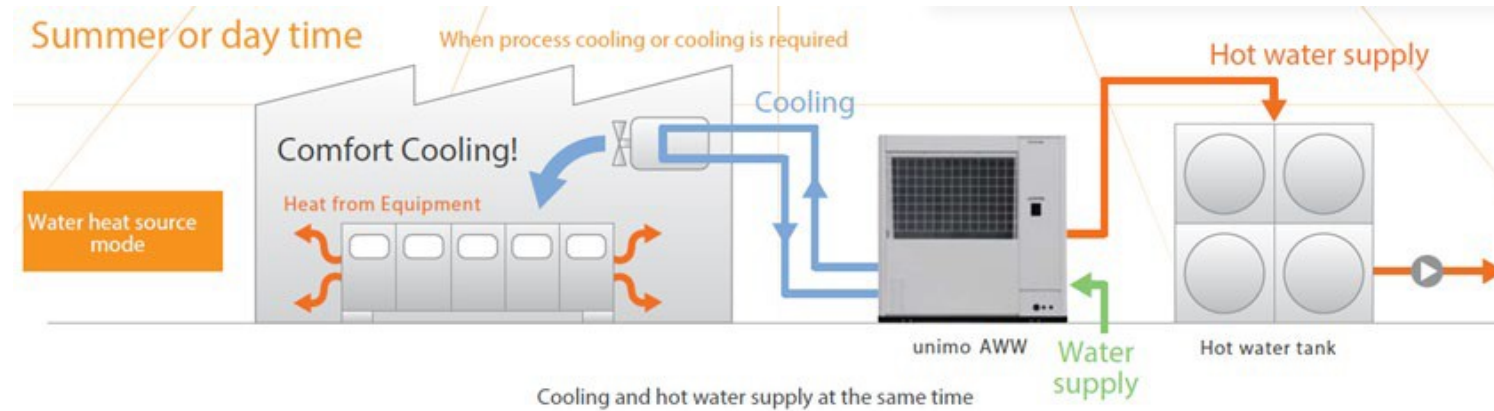 Summer or day time
When process cooling or cooling is required
Hot water supply
Cooling
Comfort Cooling!
Heat from Equipment
Water heat source
mode
unimo AWW
Water
supply
Hot water tank
Cooling and hot water supply at the same time